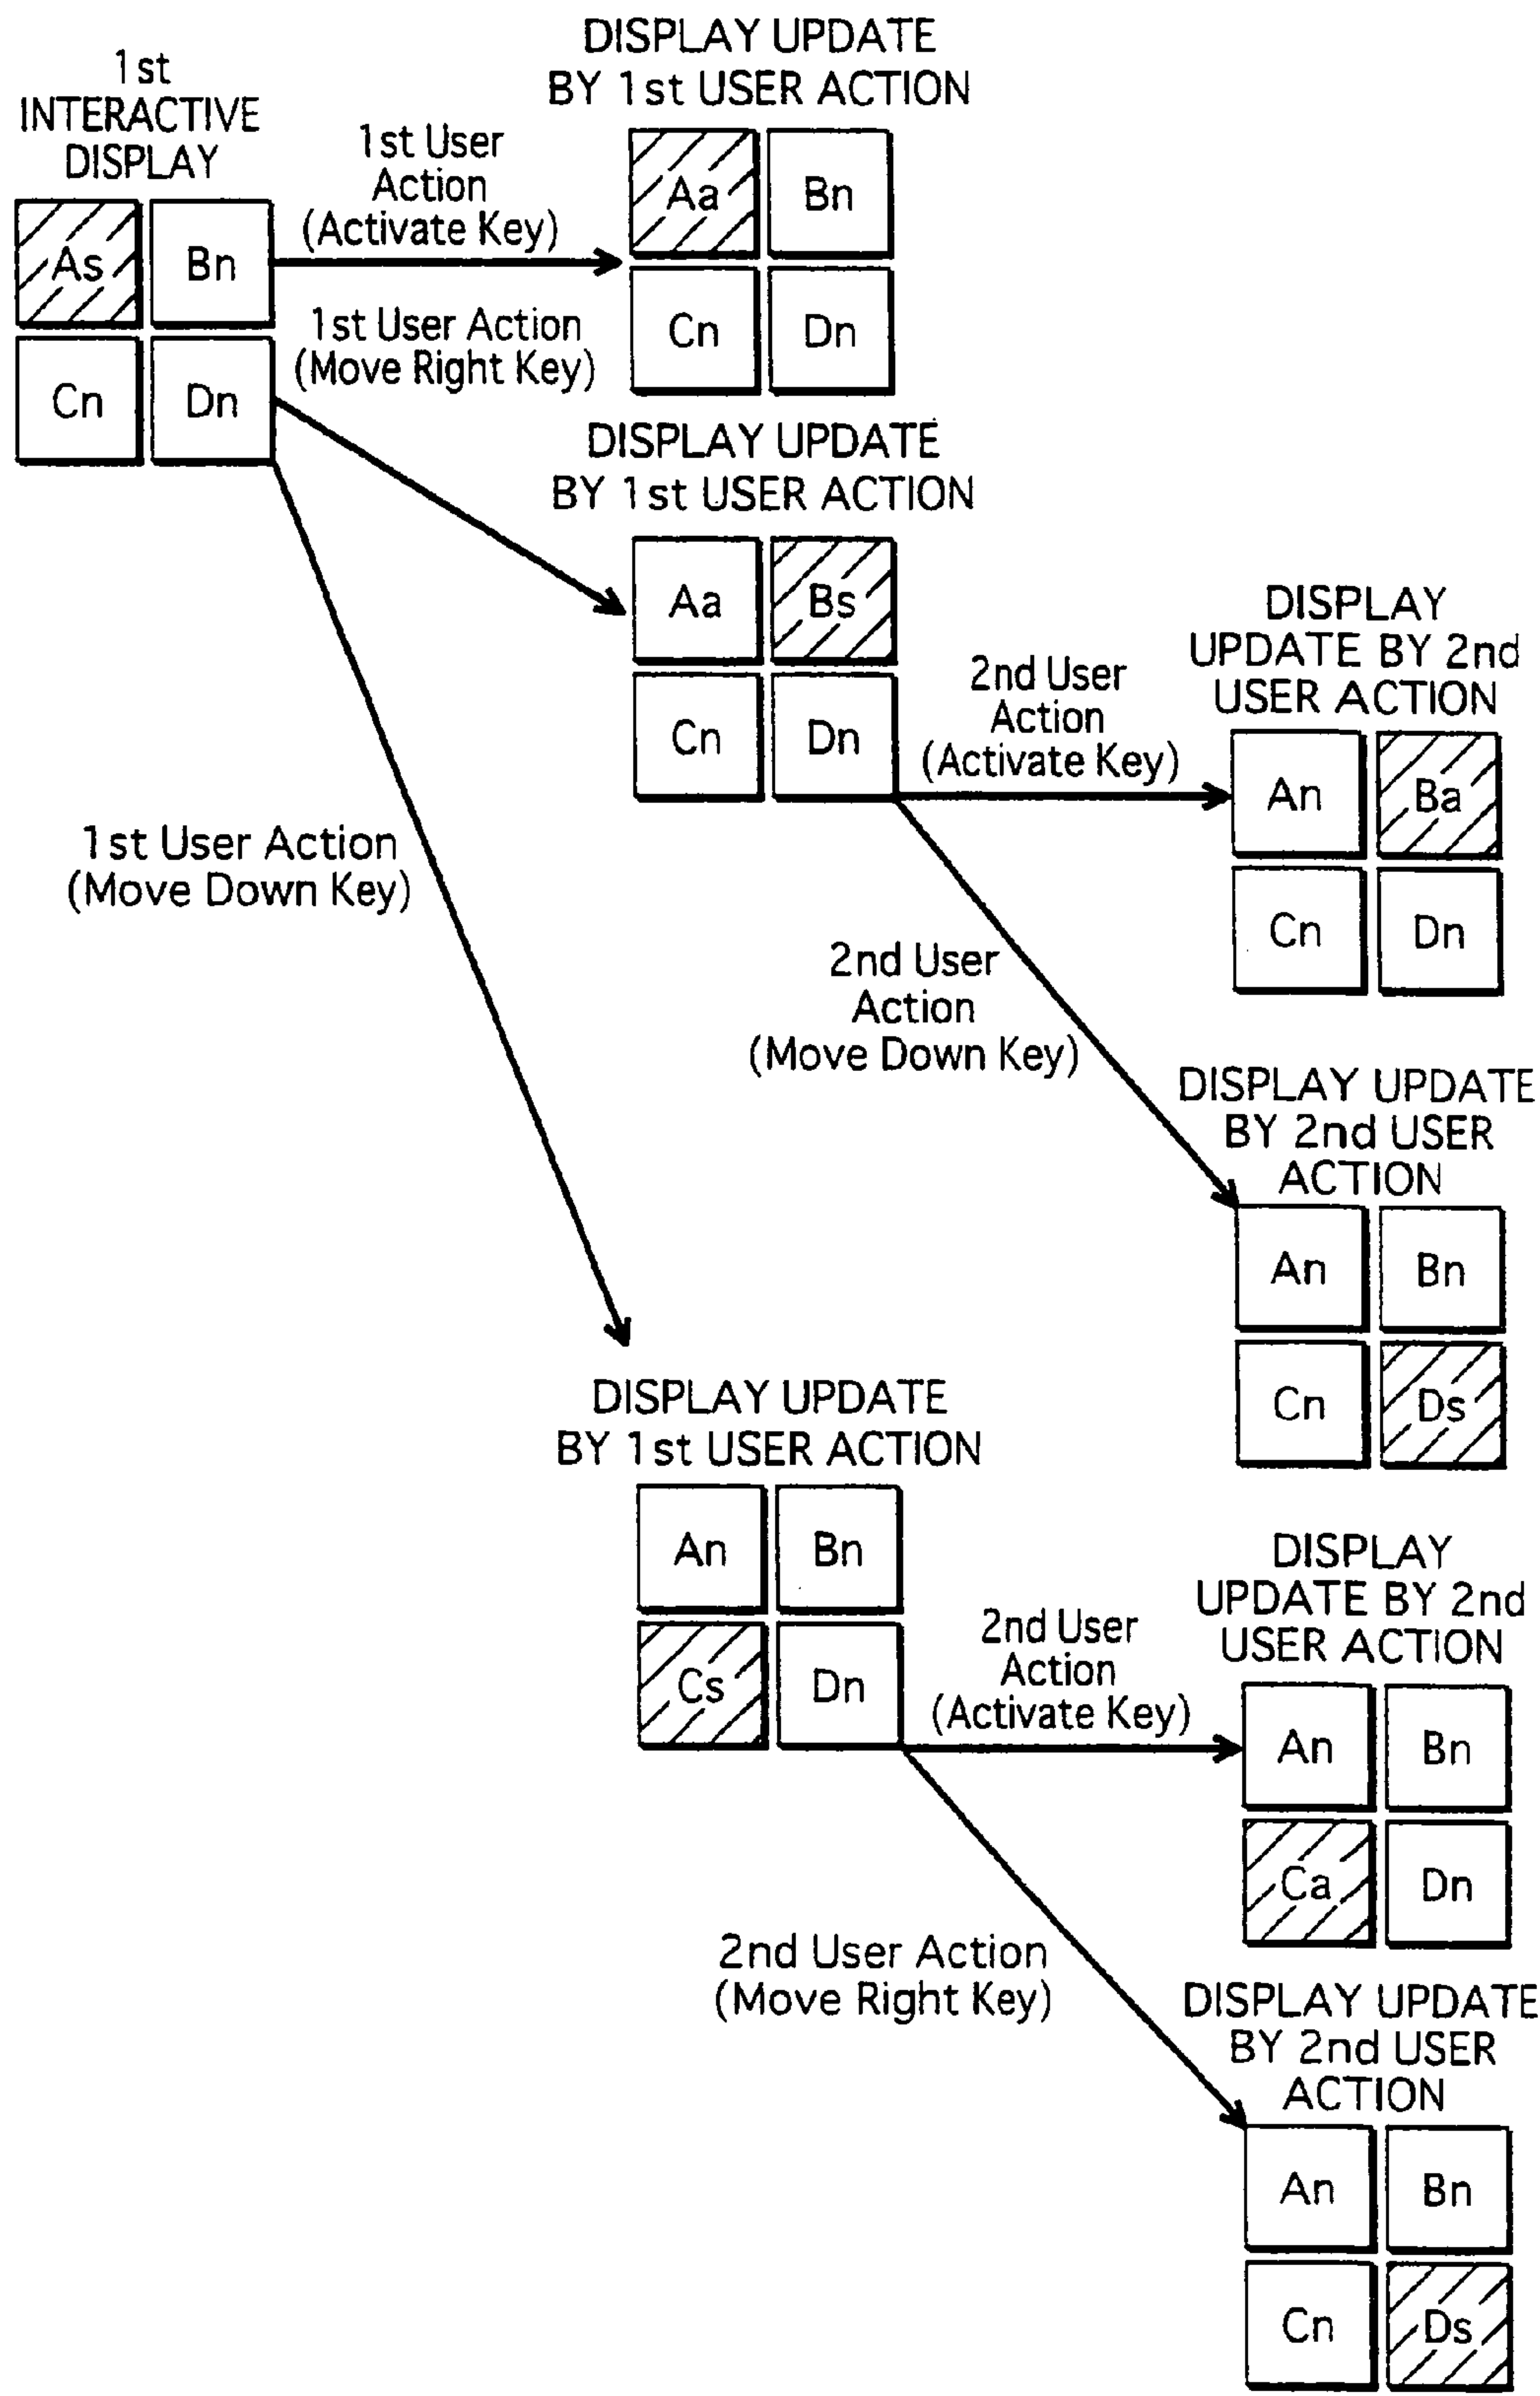 1st
INTERACTIVE
DISPLAY
As Bn
Cn Dn
1st User
Action
(Activate Key)
1st User Action
(Move Right Key)
1st User Action
(Move Down Key)
DISPLAY UPDATE
BY 1st USER ACTION
Aa Bn
Cn Dn
DISPLAY UPDATE
BY 1st USER ACTION
Aa Bs
Cn Dn
2nd User
Action
(Activate Key)
2nd User
Action
(Move Down Key)
DISPLAY
UPDATE BY 2nd
USER ACTION
An Ba
Cn Dn
DISPLAY UPDATE
BY 2nd USER
ACTION
An Bn
Cn Ds
DISPLAY UPDATE
BY 1st USER ACTION
An Bn
Cs Dn
2nd User
Action
(Activate Key)
2nd User Action
(Move Right Key)
DISPLAY
UPDATE BY 2nd
USER ACTION
An Bn
Ca Dn
DISPLAY UPDATE
BY 2nd USER
ACTION
An Bn
Cn Ds